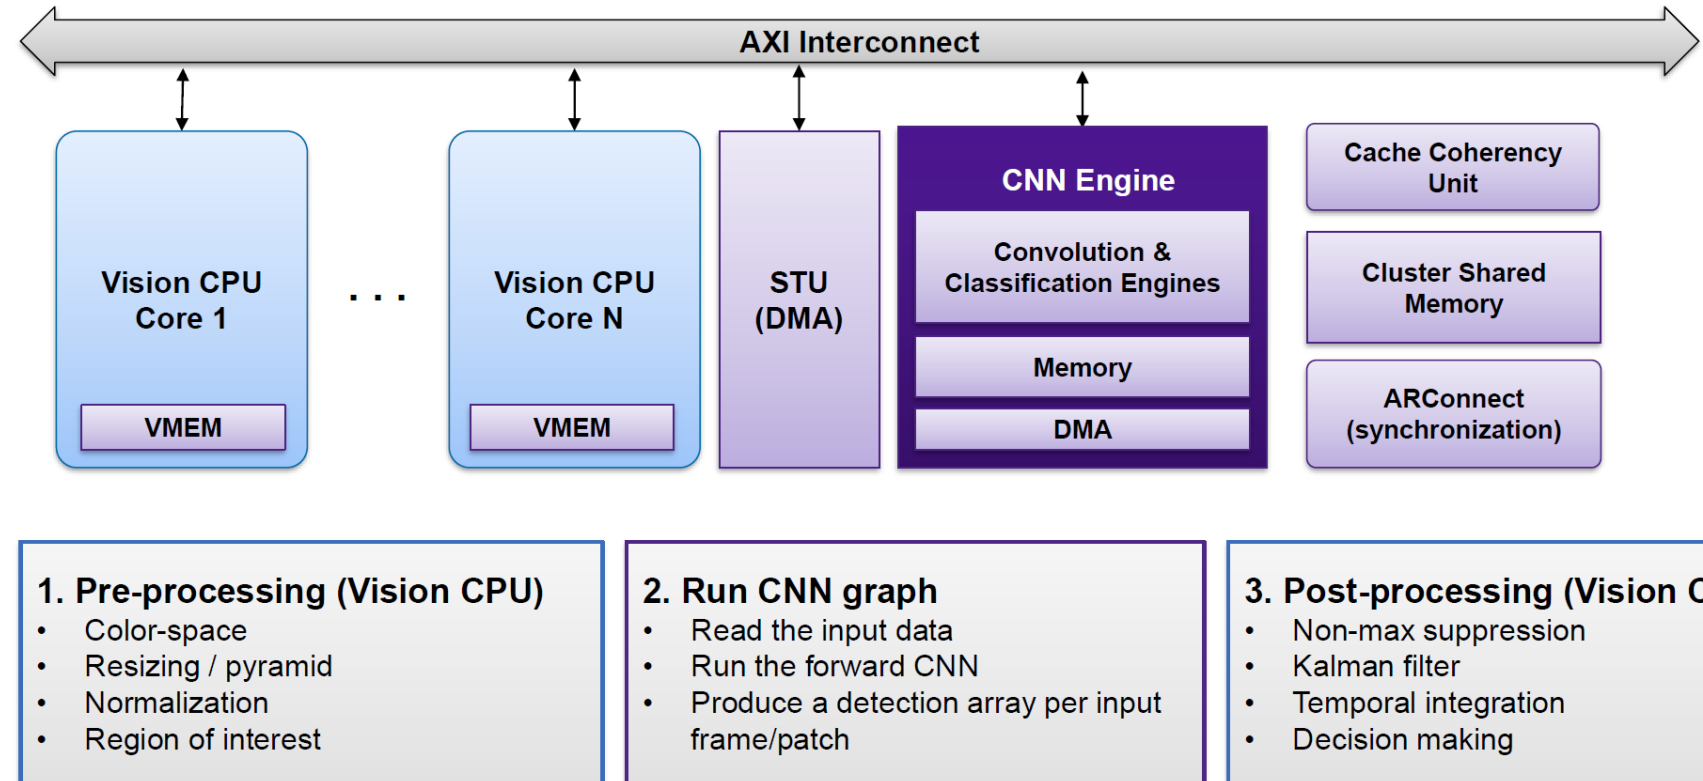 AXI Interconnect
Vision CPU
Core 1
VMEM
. . .
Vision CPU
Core N
VMEM
STU
(DMA)
CNN Engine
Convolution &
Classification Engines
Memory
DMA
Cache Coherency
Unit
Cluster Shared
Memory
ARConnect
(synchronization)
1. Pre-processing (Vision CPU)
• Color-space
• Resizing / pyramid
• Normalization
• Region of interest
2. Run CNN graph
• Read the input data
• Run the forward CNN
• Produce a detection array per input
frame/patch
3. Post-processing (Vision C
• Non-max suppression
• Kalman filter
• Temporal integration
• Decision making